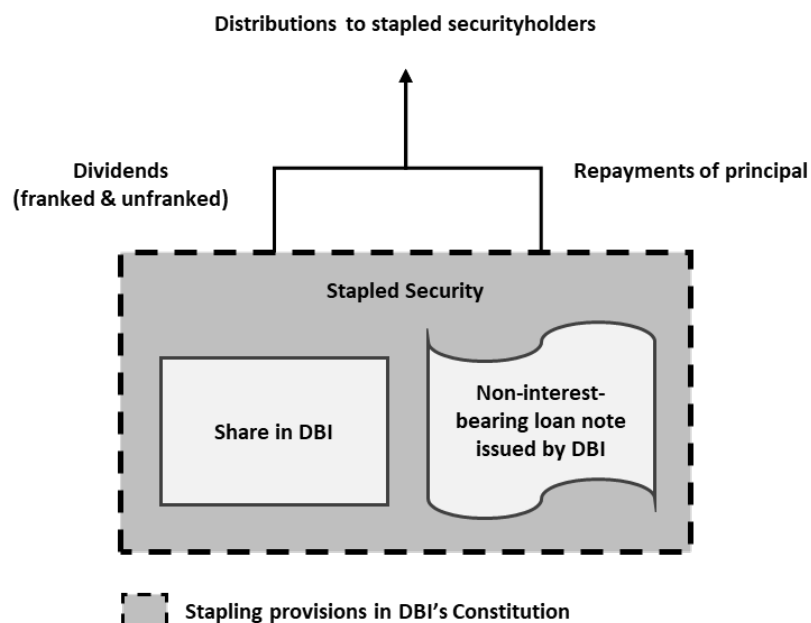 Distributions to stapled securityholders
Dividends
(franked & unfranked)
Repayments of principal
Stapled Security
Share in DBI
Non-interest-
bearing loan note
issued by DBI
Stapling provisions in DBI's Constitution